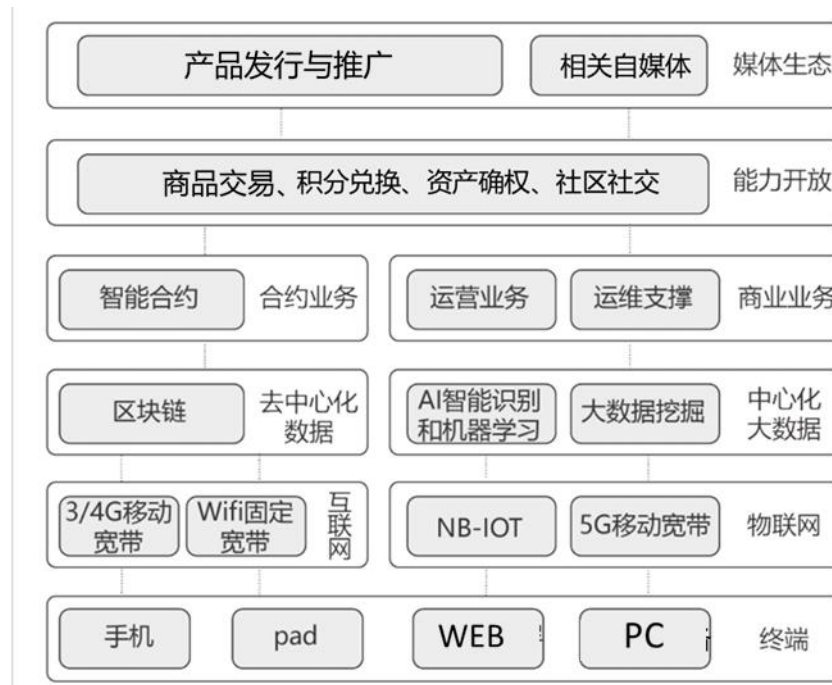 产品发行与推广
相关自媒体
媒体生态
商品交易、积分兑换、资产确权、社区社交
能力开放
智能合约
合约业务
运营业务
运维支撑
商业业务
区块链
去中心化
数据
AI智能识别
和机器学习
大数据挖掘
中心化
大数据
3/4G移动
宽带
Wifi固定
宽带
互联网
NB-IOT
5G移动宽带
物联网
手机
pad
WEB
PC
终端